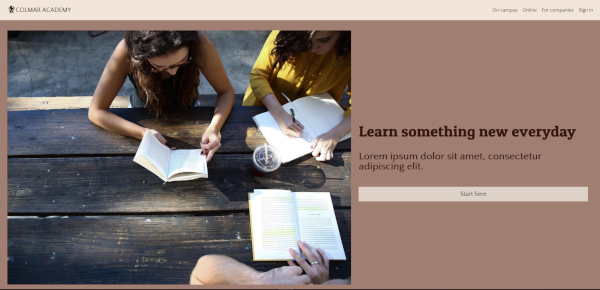 COLMAR ACADEMY
On campus Online For companies Sign in
Learn something new everyday
Lorem ipsum dolor sit amet, consectetur
adipiscing elit.
Start here